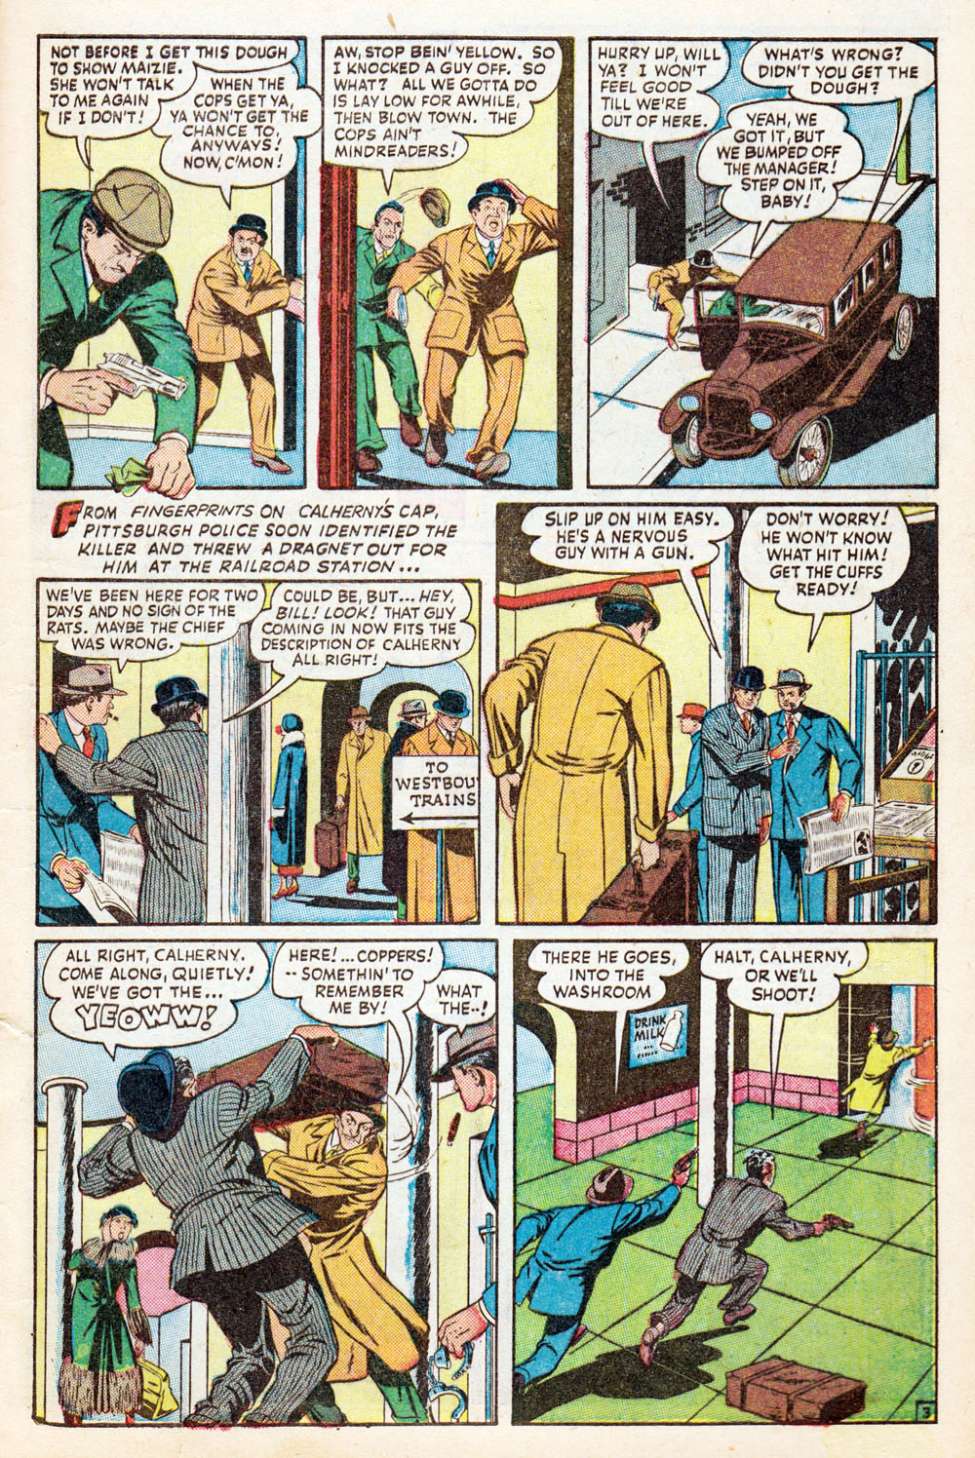 NOT BEFORE I GET THIS DOUGH
TO SHOW MAIZIE.
SHE WON'T TALK
TO ME AGAIN
IF I DON'T!
WHEN THE
COPS GET YA,
YA WON'T GET THE
CHANCE TO,
ANYWAYS!
NOW, C'MON!
AW, STOP BEIN' YELLOW. SO
I KNOCKED A GUY OFF. SO
WHAT? ALL WE GOTTA DO
IS LAY LOW FOR AWHILE,
THEN BLOW TOWN. THE
COPS AIN'T
MINDREADERS!
HURRY UP, WILL
YA? I WON'T
FEEL GOOD
TILL WE'RE
OUT OF HERE.
WHAT'S WRONG?
DIDN'T YOU GET THE
DOUGH?
YEAH, WE
GOT IT, BUT
WE BUMPED OFF
THE MANAGER!
STEP ON IT,
BABY!
FROM FINGERPRINTS ON CALHERNY'S CAP,
PITTSBURGH POLICE SOON IDENTIFIED THE
KILLER AND THREW A DRAGNET OUT FOR
HIM AT THE RAILROAD STATION...
WE'VE BEEN HERE FOR TWO
DAYS AND NO SIGN OF THE
RATS. MAYBE THE CHIEF
WAS WRONG.
COULD BE, BUT... HEY,
BILL! LOOK! THAT GUY
COMING IN NOW FITS THE
DESCRIPTION OF CALHERNY
ALL RIGHT!
TO
WESTBOU
TRAINS
SLIP UP ON HIM EASY.
HE'S A NERVOUS
GUY WITH A GUN.
DON'T WORRY!
HE WON'T KNOW
WHAT HIT HIM!
GET THE CUFFS
READY!
ALL RIGHT, CALHERNY.
COME ALONG, QUIETLY!
WE'VE GOT THE...
YEOWW!
HERE!...COPPERS!
-- SOMETHIN' TO
REMEMBER
ME BY!
WHAT
THE--!
THERE HE GOES,
INTO THE
WASHROOM
HALT, CALHERNY,
OR WE'LL
SHOOT!
DRINK
MILK
3